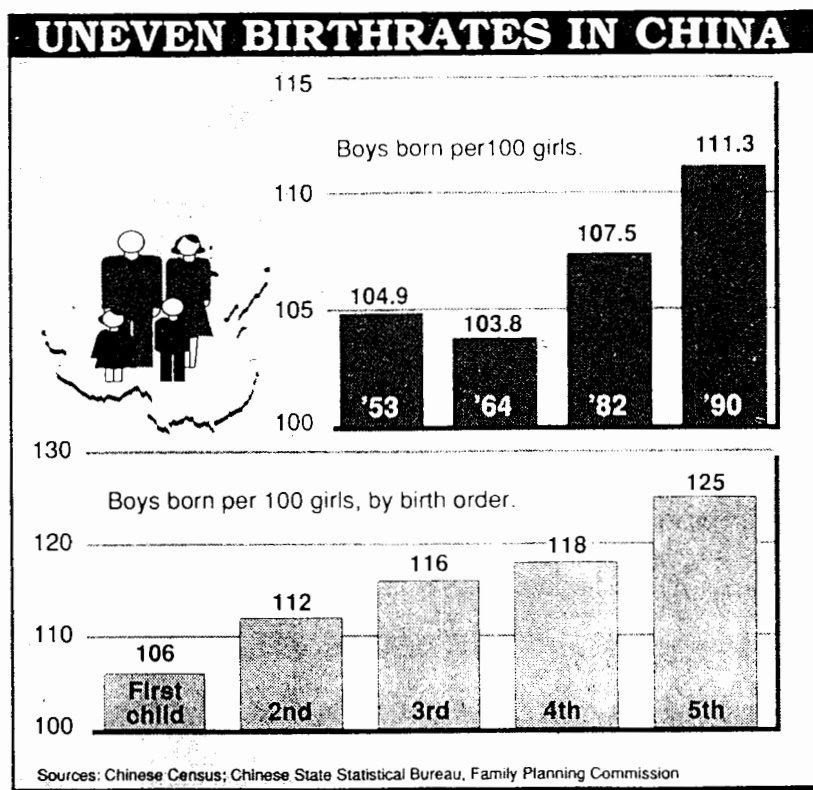 UNEVEN BIRTHRATES IN CHINA
115
Boys born per 100 girls.
111.3
110
107.5
104.9
105
103.8
100
'53
'64
'82
'90
130
Boys born per 100 girls, by birth order.
125
120
118
116
112
110
106
First
child
2nd
3rd
4th
5th
100
Sources: Chinese Census; Chinese State Statistical Bureau, Family Planning Commission